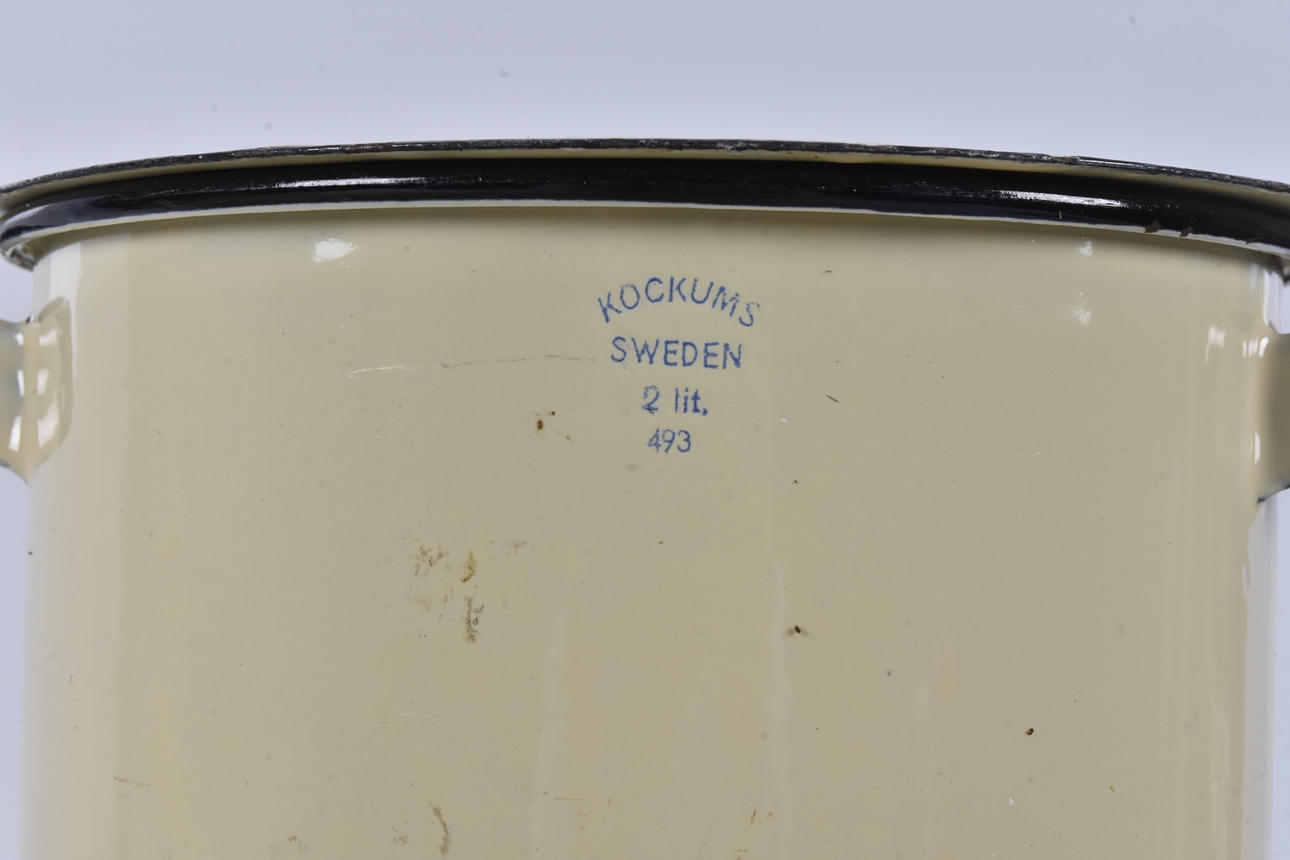 KOCKUMS
SWEDEN
2 lit.
493